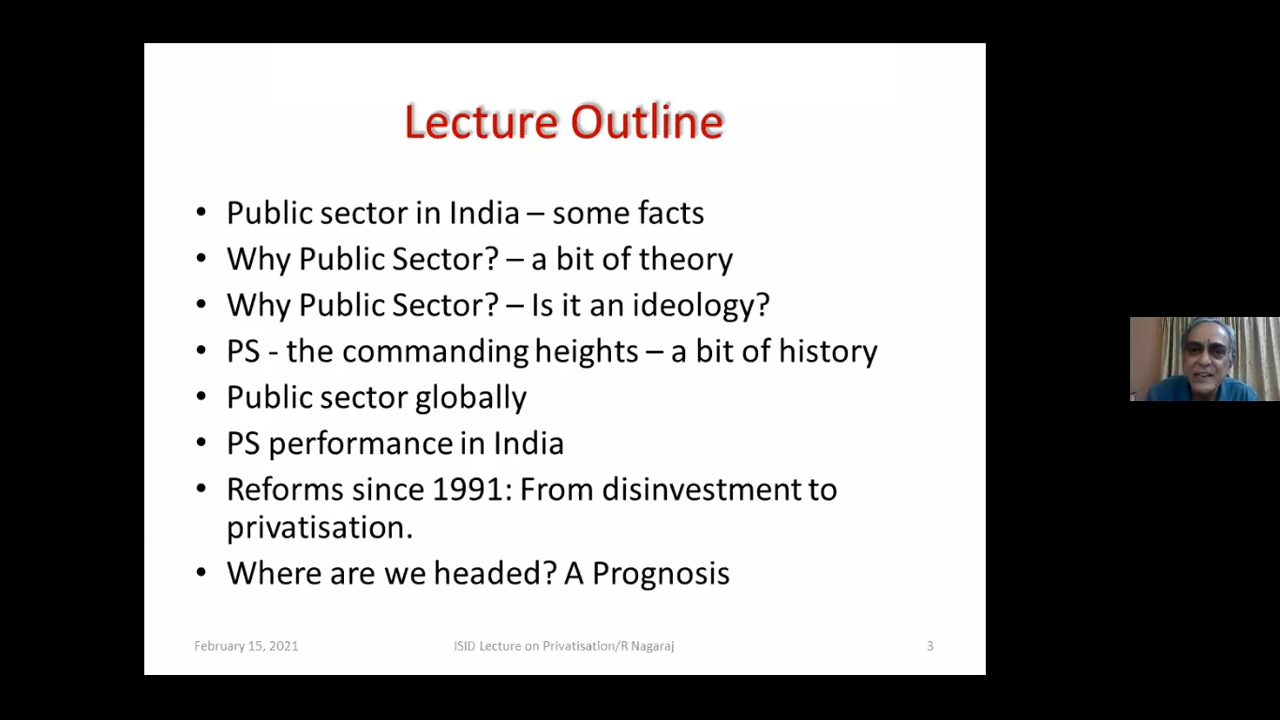 Lecture Outline
• Public sector in India – some facts
• Why Public Sector? – a bit of theory
• Why Public Sector? – Is it an ideology?
• PS - the commanding heights – a bit of history
• Public sector globally
• PS performance in India
• Reforms since 1991: From disinvestment to
privatisation.
• Where are we headed? A Prognosis
February 15, 2021
ISID Lecture on Privatisation/R Nagaraj
3